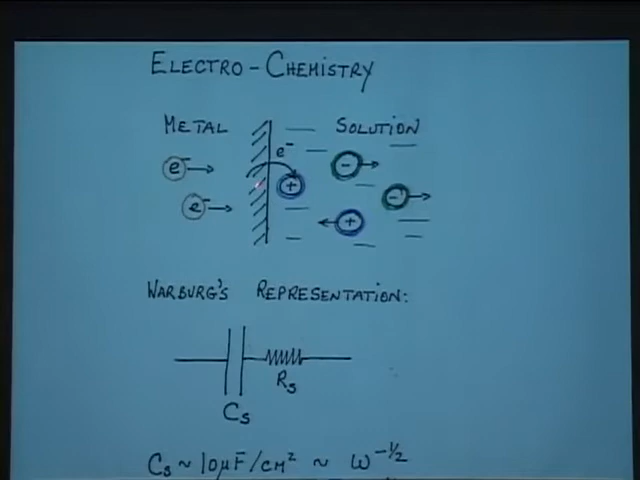 ELECTRO-CHEMISTRY
METAL SOLUTION
e⁻
e⁻ -
+
e⁻ -
+
WARBURG'S REPRESENTATION:
Rs
Cs
Cs ~ 10µF/cm² ~ ω^-1/2